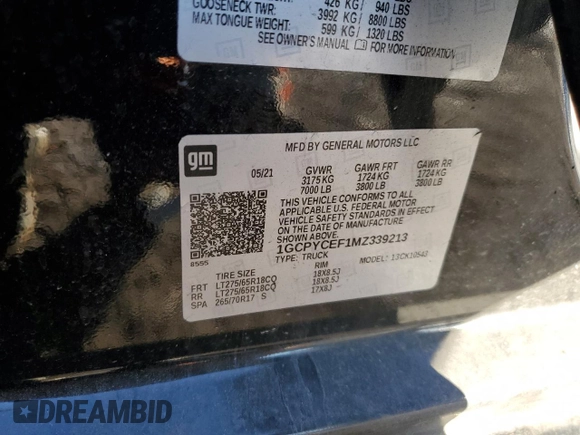 426 KG / 940 LBS
GOOSENECK TWR:
3992 KG / 8800 LBS
MAX TONGUE WEIGHT:
599 KG / 1320 LBS
SEE OWNER'S MANUAL FOR MORE INFORMATION
gm
MFD BY GENERAL MOTORS LLC
05/21 GVWR GAWR FRT GAWR RR
3175 KG 1724 KG 1724 KG
7000 LB 3800 LB 3800 LB
THIS VEHICLE CONFORMS TO ALL
APPLICABLE U.S. FEDERAL MOTOR
VEHICLE SAFETY STANDARDS IN EFFECT
ON THE DATE OF MANUFACTURE SHOWN ABOVE.
1GCPYCEF1MZ339213
TYPE: TRUCK MODEL:
TIRE SIZE RIM
FRT LT275/65R18CQ 18X8.5J
RR LT275/65R18CQ 18X8.5J
SPA 265/70R17 S 17X8J
DREAMBID